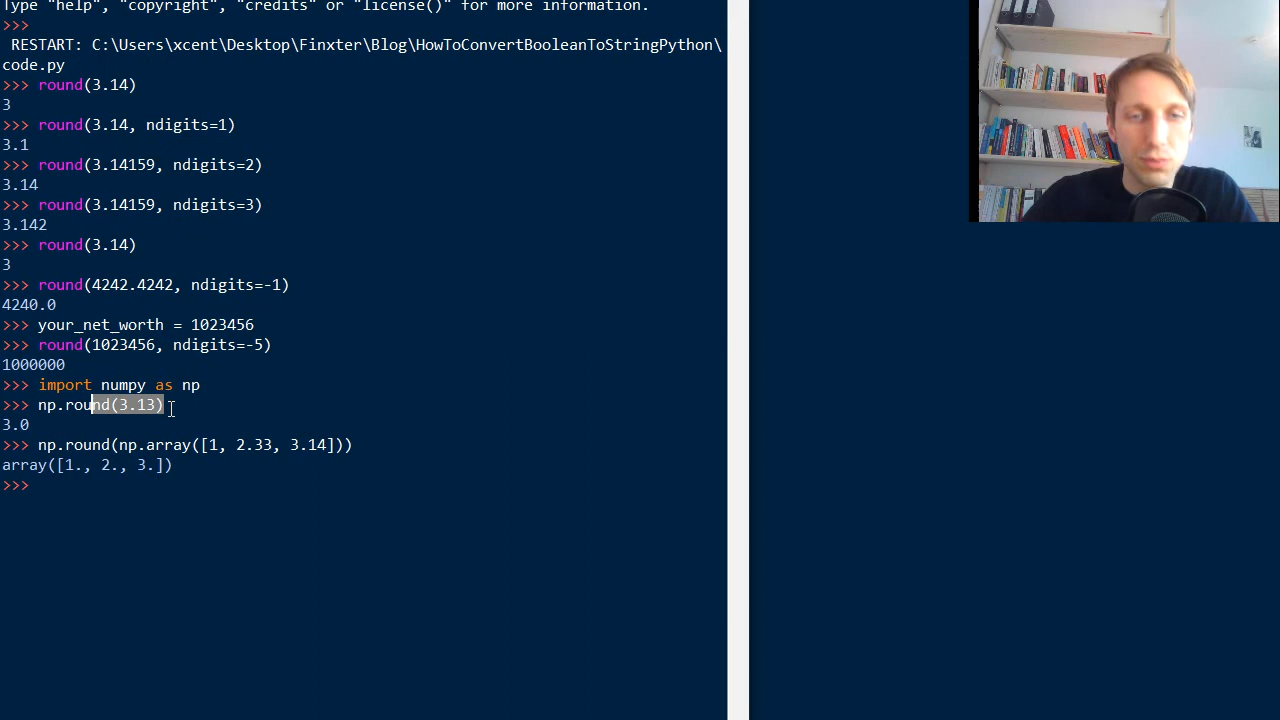 Type "help", "copyright", "credits" or "license()" for more information.
>>>
RESTART: C:\Users\xcent\Desktop\Finxter\Blog\HowToConvertBooleanToStringPython\
code.py
>>> round(3.14)
3
>>> round(3.14, ndigits=1)
3.1
>>> round(3.14159, ndigits=2)
3.14
>>> round(3.14159, ndigits=3)
3.142
>>> round(3.14)
3
>>> round(4242.4242, ndigits=-1)
4240.0
>>> your_net_worth = 1023456
>>> round(1023456, ndigits=-5)
1000000
>>> import numpy as np
>>> np.round(3.13)
3.0
>>> np.round(np.array([1, 2.33, 3.14]))
array([1., 2., 3.])
>>>